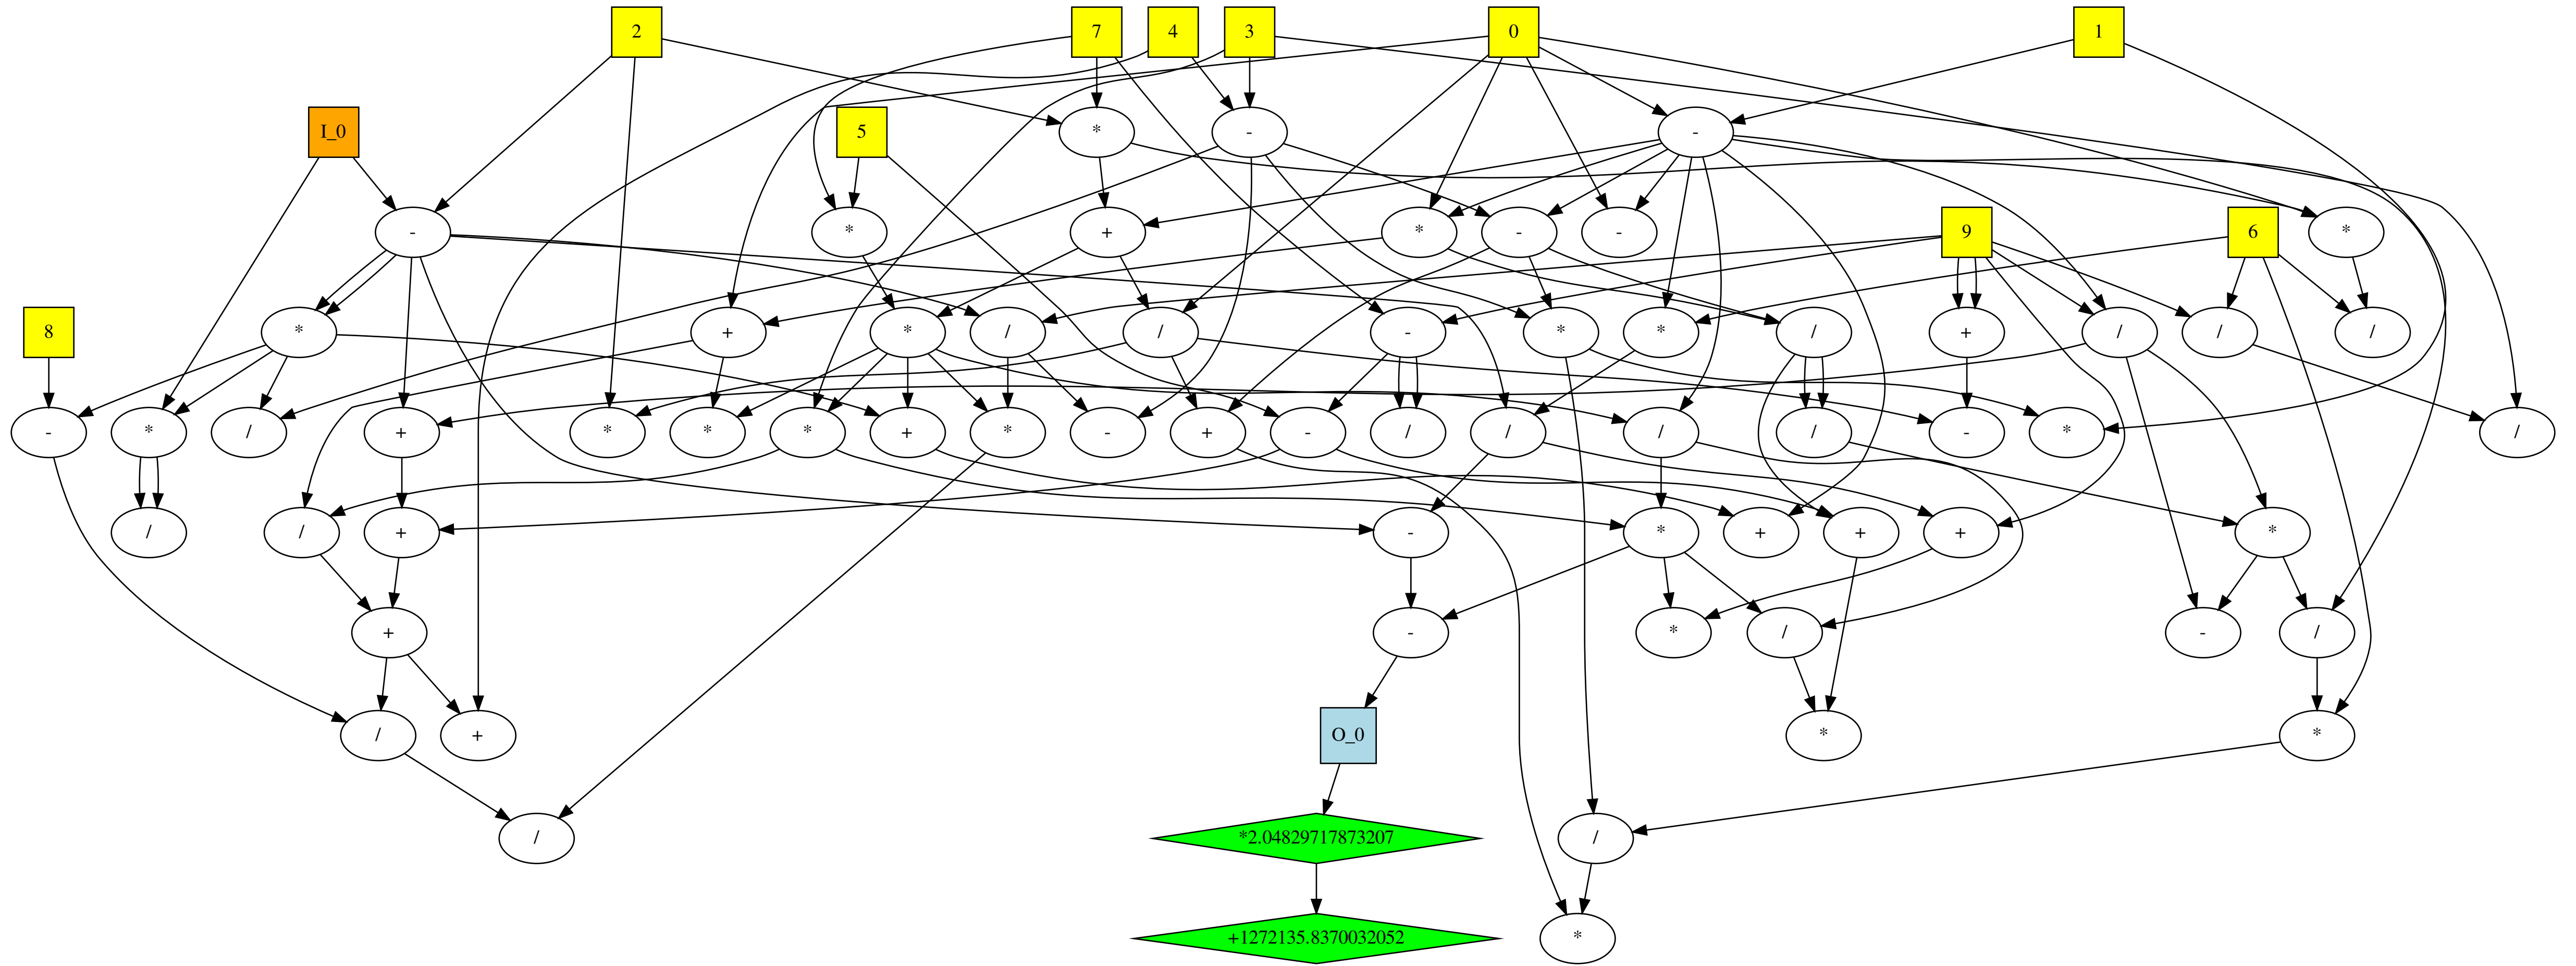 2 7 4 3 0 1
I_0 * 5 - -
- * + * - - 9 6 *
8 * + * / / - * * / + / / /
- * / + * * * + * - + - / / / / - * /
/ / + - * + + + *
+ - * / - /
/ + O_0 * *
/ *2.04829717873207 /
+1272135.8370032052 *